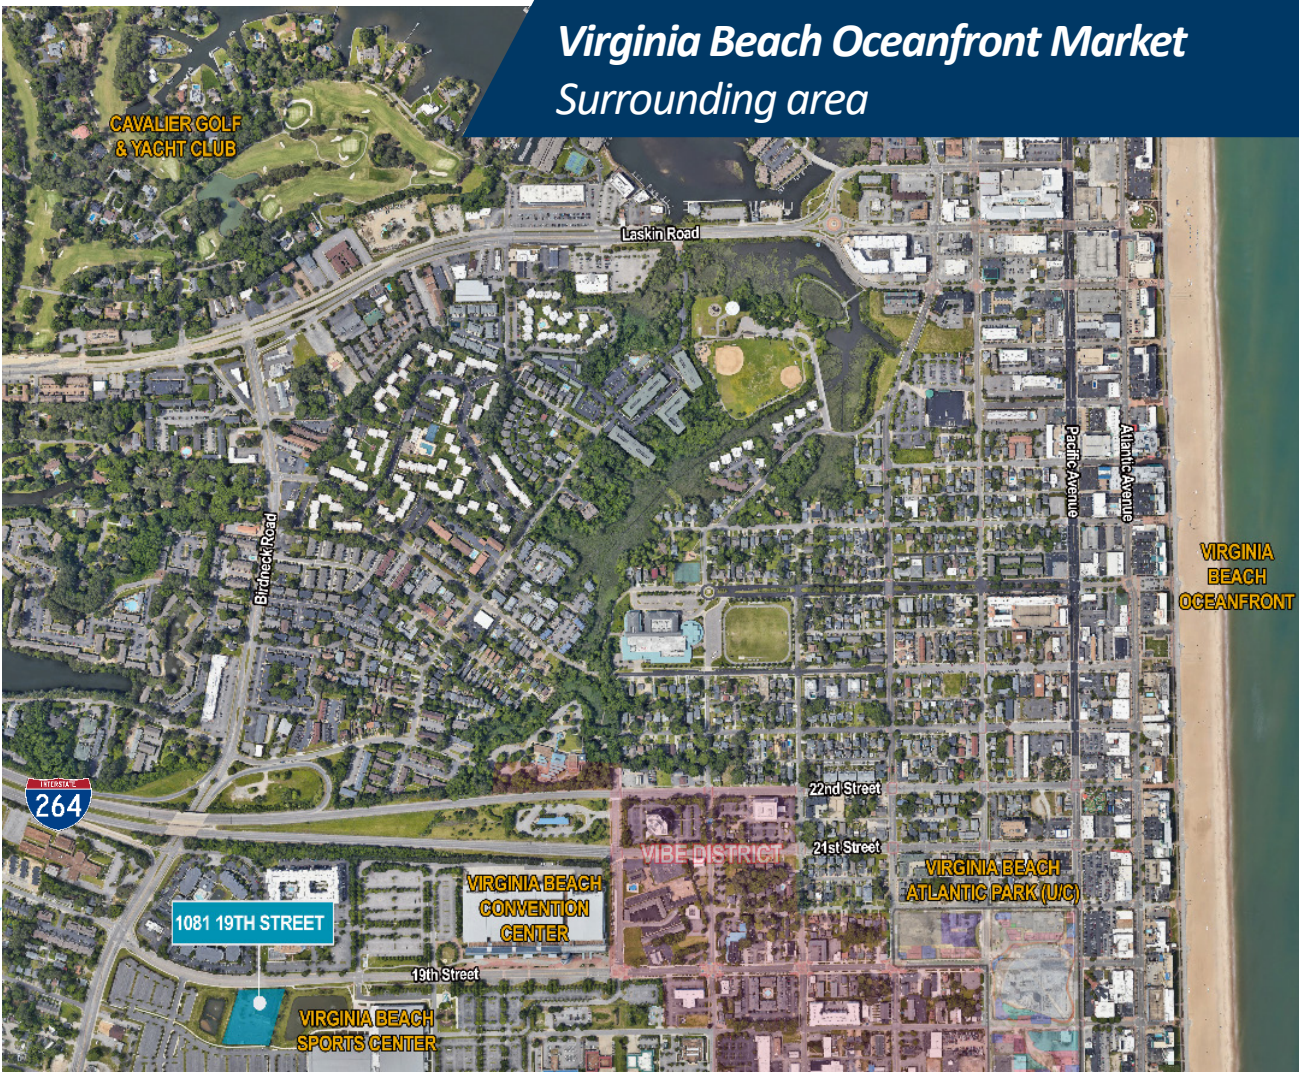 Virginia Beach Oceanfront Market
Surrounding area
CAVALIER GOLF
& YACHT CLUB
Laskin Road
Pacific Avenue
Atlantic Avenue
Birdneck Road
VIRGINIA
BEACH
OCEANFRONT
INTERSTATE
264
22nd Street
21st Street
VIBE DISTRICT
VIRGINIA BEACH
ATLANTIC PARK (U/C)
VIRGINIA BEACH
CONVENTION
CENTER
1081 19TH STREET
19th Street
VIRGINIA BEACH
SPORTS CENTER